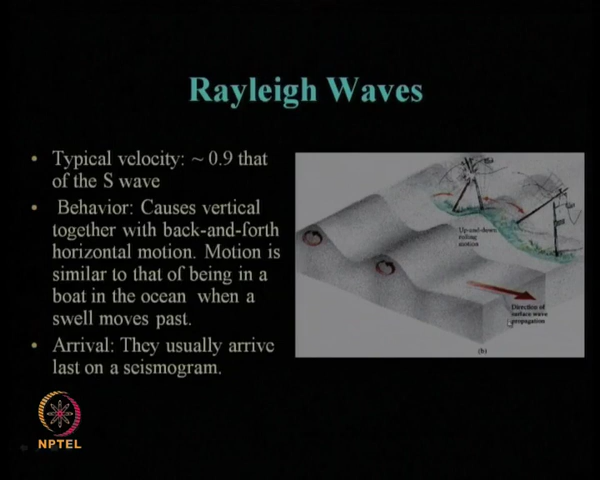 Rayleigh Waves
• Typical velocity: ~ 0.9 that
of the S wave
• Behavior: Causes vertical
together with back-and-forth
horizontal motion. Motion is
similar to that of being in a
boat in the ocean when a
swell moves past.
• Arrival: They usually arrive
last on a seismogram.
Up-and-down
rolling
motion
Direction of
surface wave
propagation
(b)
NPTEL